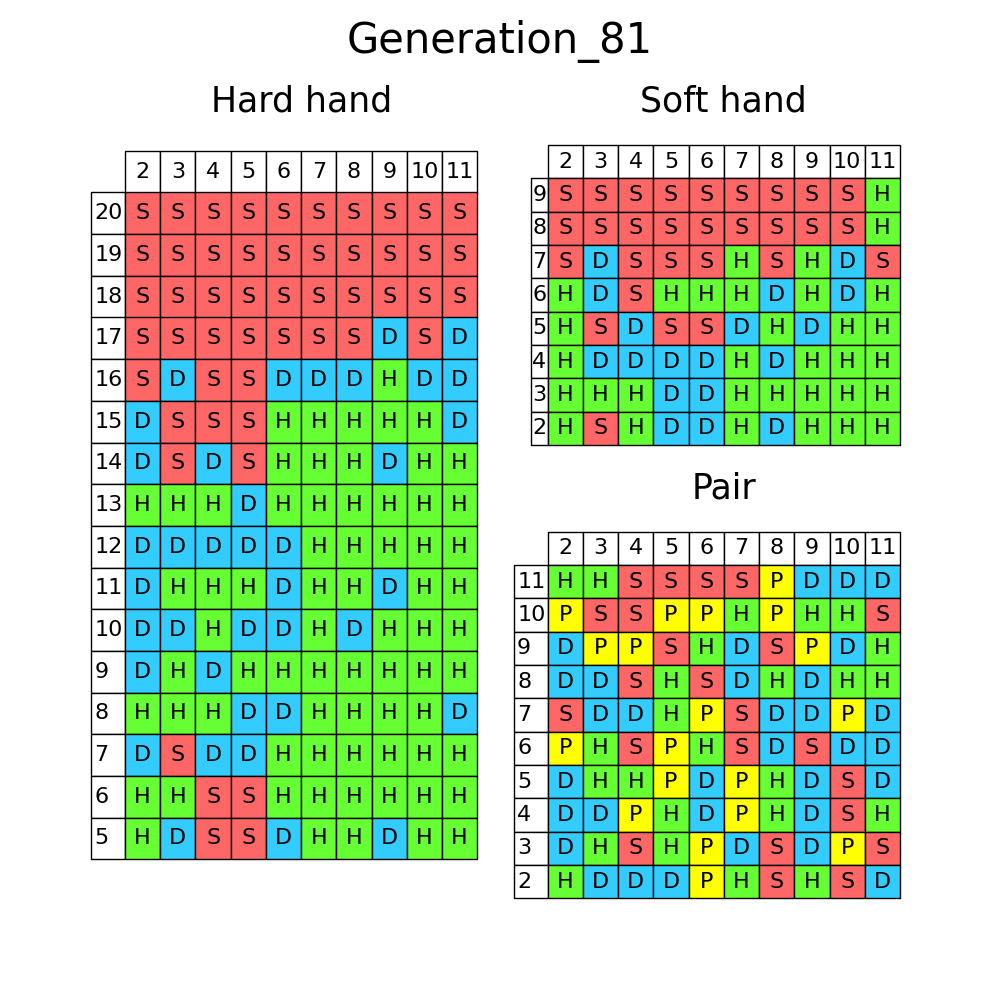 Generation_81
Hard hand
2 3 4 5 6 7 8 9 10 11
20 S S S S S S S S S S
19 S S S S S S S S S S
18 S S S S S S S S S S
17 S S S S S S S D S D
16 S D S S D D D H D D
15 D S S S H H H H H D
14 D S D S H H H D H H
13 H H H D H H H H H H
12 D D D D D H H H H H
11 D H H H D H H D H H
10 D D H D D H D H H H
9 D H D H H H H H H H
8 H H H D D H H H H D
7 D S D D H H H H H H
6 H H S S H H H H H H
5 H D S S D H H D H H
Soft hand
2 3 4 5 6 7 8 9 10 11
9 S S S S S S S S S H
8 S S S S S S S S S H
7 S D S S S H S H D S
6 H D S H H H D H D H
5 H S D S S D H D H H
4 H D D D D H D H H H
3 H H H D D H H H H H
2 H S H D D H D H H H
Pair
2 3 4 5 6 7 8 9 10 11
11 H H S S S S P D D D
10 P S S P P H P H H S
9 D P P S H D S P D H
8 D D S H S D H D H H
7 S D D H P S D D P D
6 P H S P H S D S D D
5 D H H P D P H D S D
4 D D P H D P H D S H
3 D H S H P D S D P S
2 H D D D P H S H S D